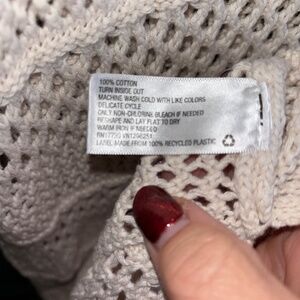 100% COTTON
TURN INSIDE OUT
MACHINE WASH COLD WITH LIKE COLORS
DELICATE CYCLE
ONLY NON-CHLORINE BLEACH IF NEEDED
RESHAPE AND LAY FLAT TO DRY
WARM IRON IF NEEDED
LABEL MADE FROM 100% RECYCLED PLASTIC